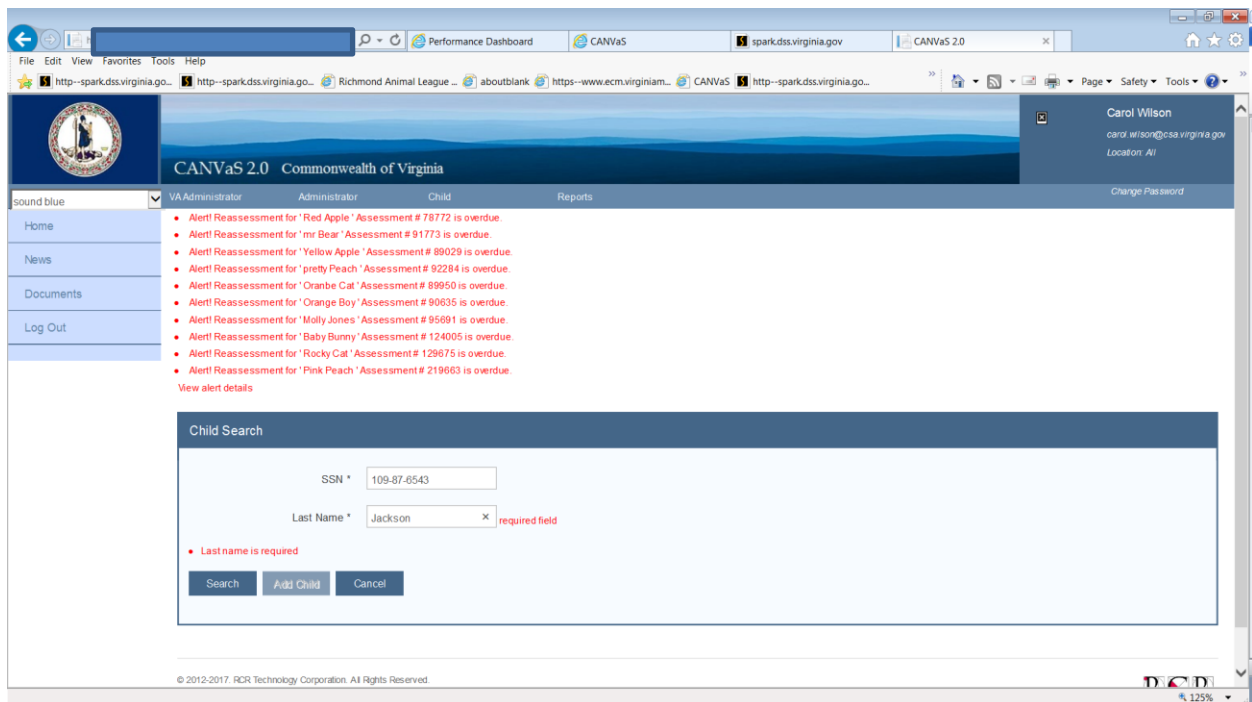 Performance Dashboard
CANVaS
spark.dss.virginia.gov
CANVaS 2.0
File Edit View Favorites Tools Help
http--spark.dss.virginia.go...
http--spark.dss.virginia.go...
Richmond Animal League ...
aboutblank
https--www.ecm.virginiam...
CANVaS
http--spark.dss.virginia.go...
Page Safety Tools
Carol Wilson
carol.wilson@csa.virginia.gov
Location: All
CANVaS 2.0 Commonwealth of Virginia
Change Password
sound blue
VA Administrator Administrator Child Reports
Home
News
Documents
Log Out
Alert! Reassessment for ' Red Apple ' Assessment # 78772 is overdue.
Alert! Reassessment for ' mr Bear ' Assessment # 91773 is overdue.
Alert! Reassessment for ' Yellow Apple ' Assessment # 89029 is overdue.
Alert! Reassessment for ' pretty Peach ' Assessment # 92284 is overdue.
Alert! Reassessment for ' Oranbe Cat ' Assessment # 89950 is overdue.
Alert! Reassessment for ' Orange Boy ' Assessment # 90635 is overdue.
Alert! Reassessment for ' Molly Jones ' Assessment # 95691 is overdue.
Alert! Reassessment for ' Baby Bunny ' Assessment # 124005 is overdue.
Alert! Reassessment for ' Rocky Cat ' Assessment # 129675 is overdue.
Alert! Reassessment for ' Pink Peach ' Assessment # 219663 is overdue.
View alert details
Child Search
SSN * 109-87-6543
Last Name * Jackson required field
Last name is required
Search Add Child Cancel
© 2012-2017. RCR Technology Corporation. All Rights Reserved.
125%